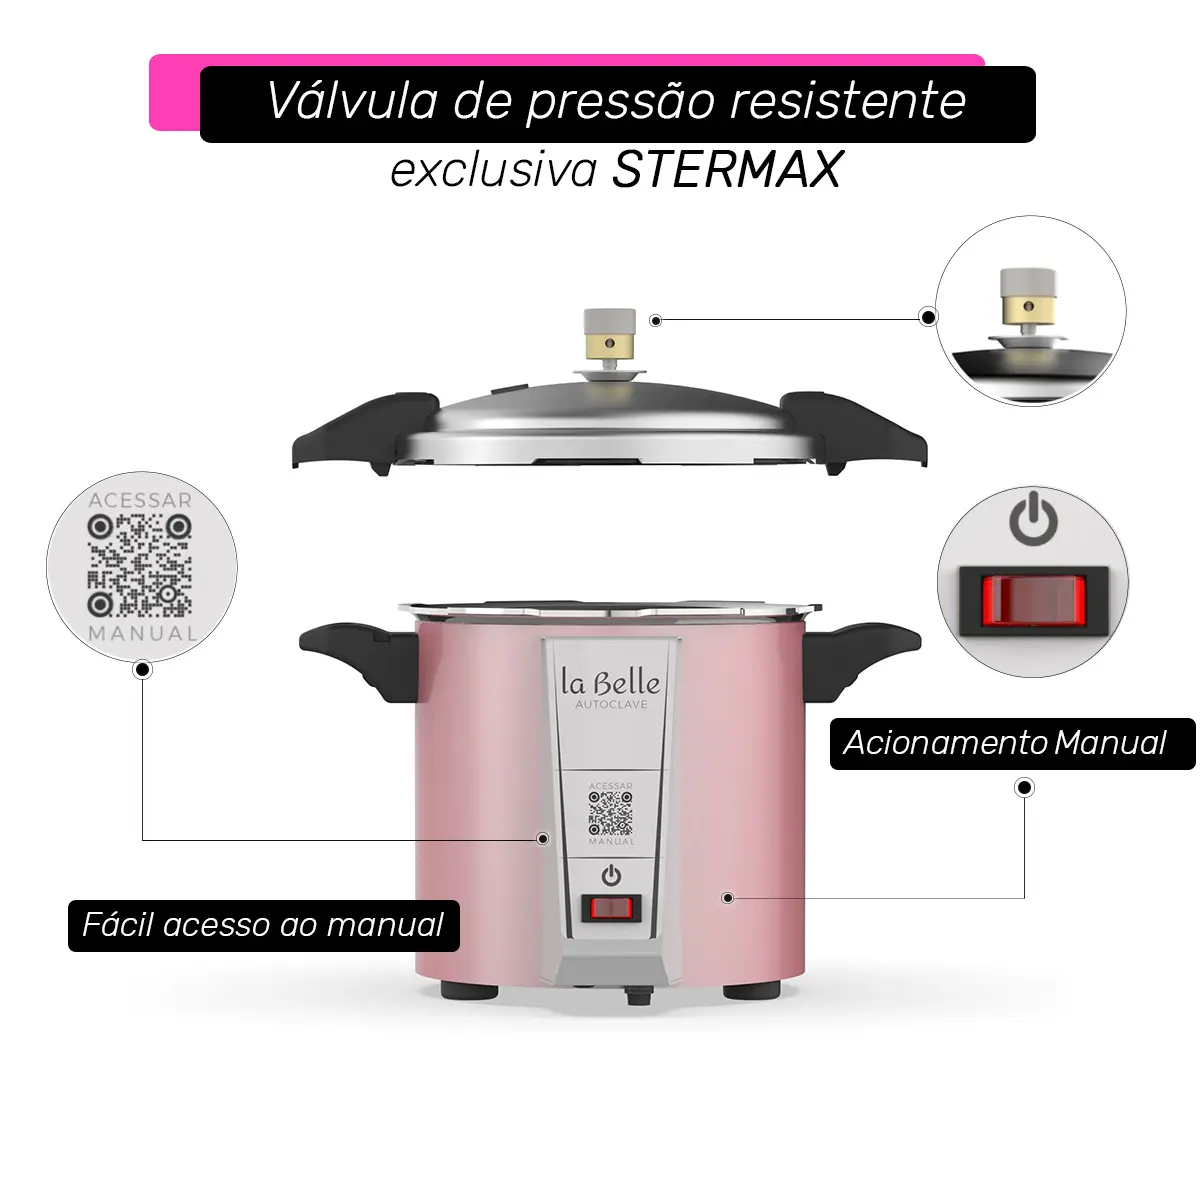 Válvula de pressão resistente
exclusiva STERMAX
ACESSAR
MANUAL
la Belle
AUTOCLAVE
ACESSAR
MANUAL
Acionamento Manual
Fácil acesso ao manual